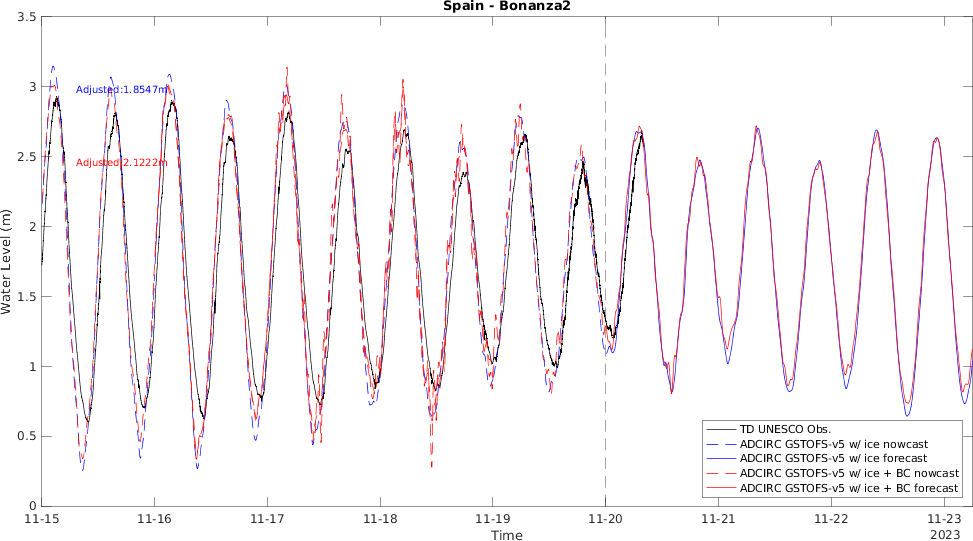 Spain - Bonanza2
3.5
3
2.5
2
1.5
1
0.5
0
Water Level (m)
Adjusted:1.8547m
Adjusted:2.1222m
TD UNESCO Obs.
ADCIRC GSTOFS-v5 w/ ice nowcast
ADCIRC GSTOFS-v5 w/ ice forecast
ADCIRC GSTOFS-v5 w/ ice + BC nowcast
ADCIRC GSTOFS-v5 w/ ice + BC forecast
11-15 11-16 11-17 11-18 11-19 11-20 11-21 11-22 11-23
Time
2023